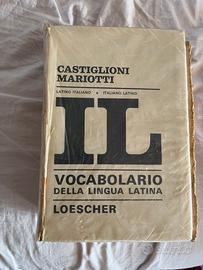 CASTIGLIONI
MARIOTTI
LATINO ITALIANO • ITALIANO LATINO
IL
VOCABOLARIO
DELLA LINGUA LATINA
LOESCHER